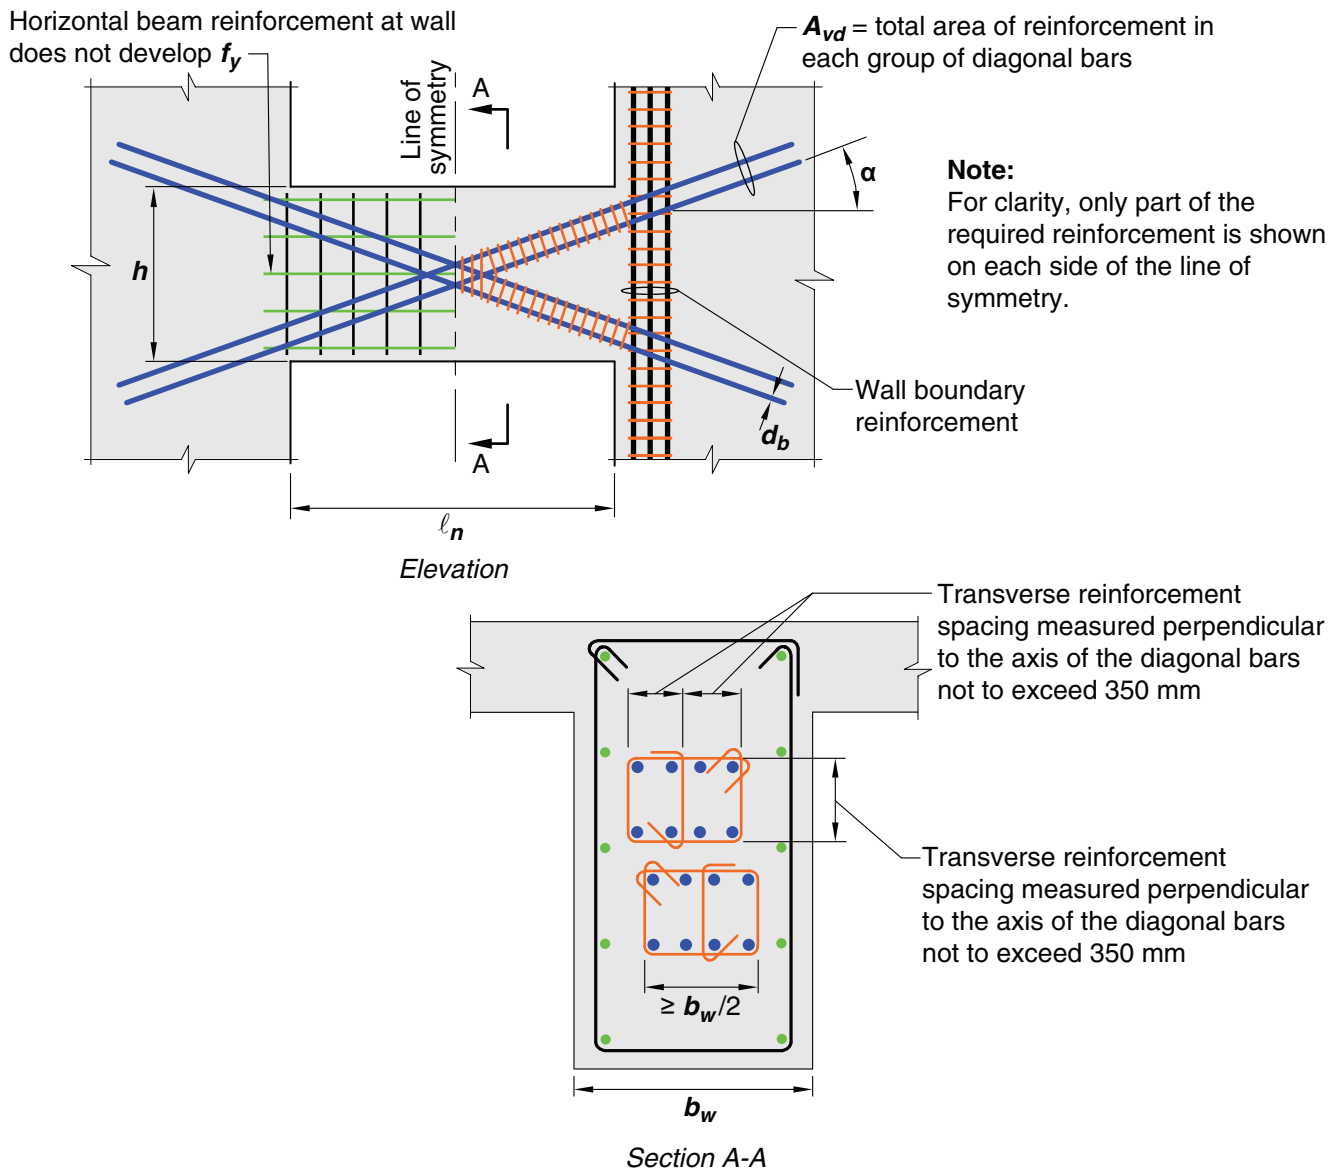 Horizontal beam reinforcement at wall
does not develop fy
Line of
symmetry
A
Avd = total area of reinforcement in
each group of diagonal bars
α
Note:
For clarity, only part of the
required reinforcement is shown
on each side of the line of
symmetry.
h
Wall boundary
reinforcement
db
A
ℓn
Elevation
Transverse reinforcement
spacing measured perpendicular
to the axis of the diagonal bars
not to exceed 350 mm
Transverse reinforcement
spacing measured perpendicular
to the axis of the diagonal bars
not to exceed 350 mm
≥ bw/2
bw
Section A-A